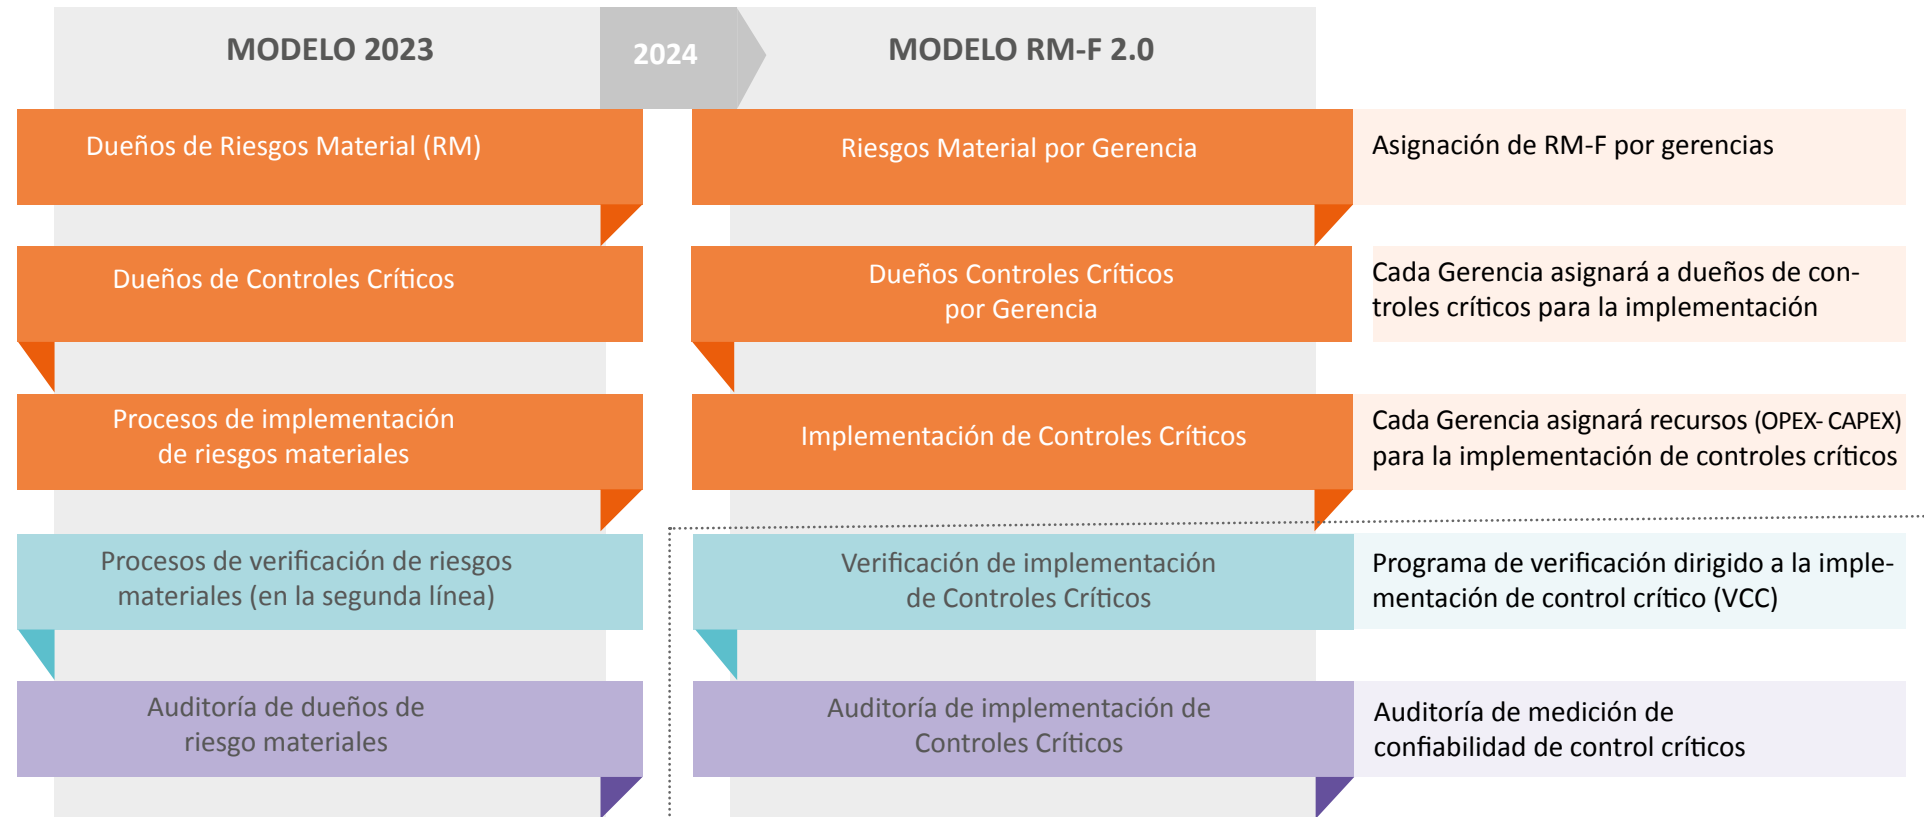 MODELO 2023
2024
MODELO RM-F 2.0
Dueños de Riesgos Material (RM)
Riesgos Material por Gerencia
Asignación de RM-F por gerencias
Dueños de Controles Críticos
Dueños Controles Críticos
por Gerencia
Cada Gerencia asignará a dueños de con-
troles críticos para la implementación
Procesos de implementación
de riesgos materiales
Implementación de Controles Críticos
Cada Gerencia asignará recursos (OPEX- CAPEX)
para la implementación de controles críticos
Procesos de verificación de riesgos
materiales (en la segunda línea)
Verificación de implementación
de Controles Críticos
Programa de verificación dirigido a la imple-
mentación de control crítico (VCC)
Auditoría de dueños de
riesgo materiales
Auditoría de implementación de
Controles Críticos
Auditoría de medición de
confiabilidad de control críticos